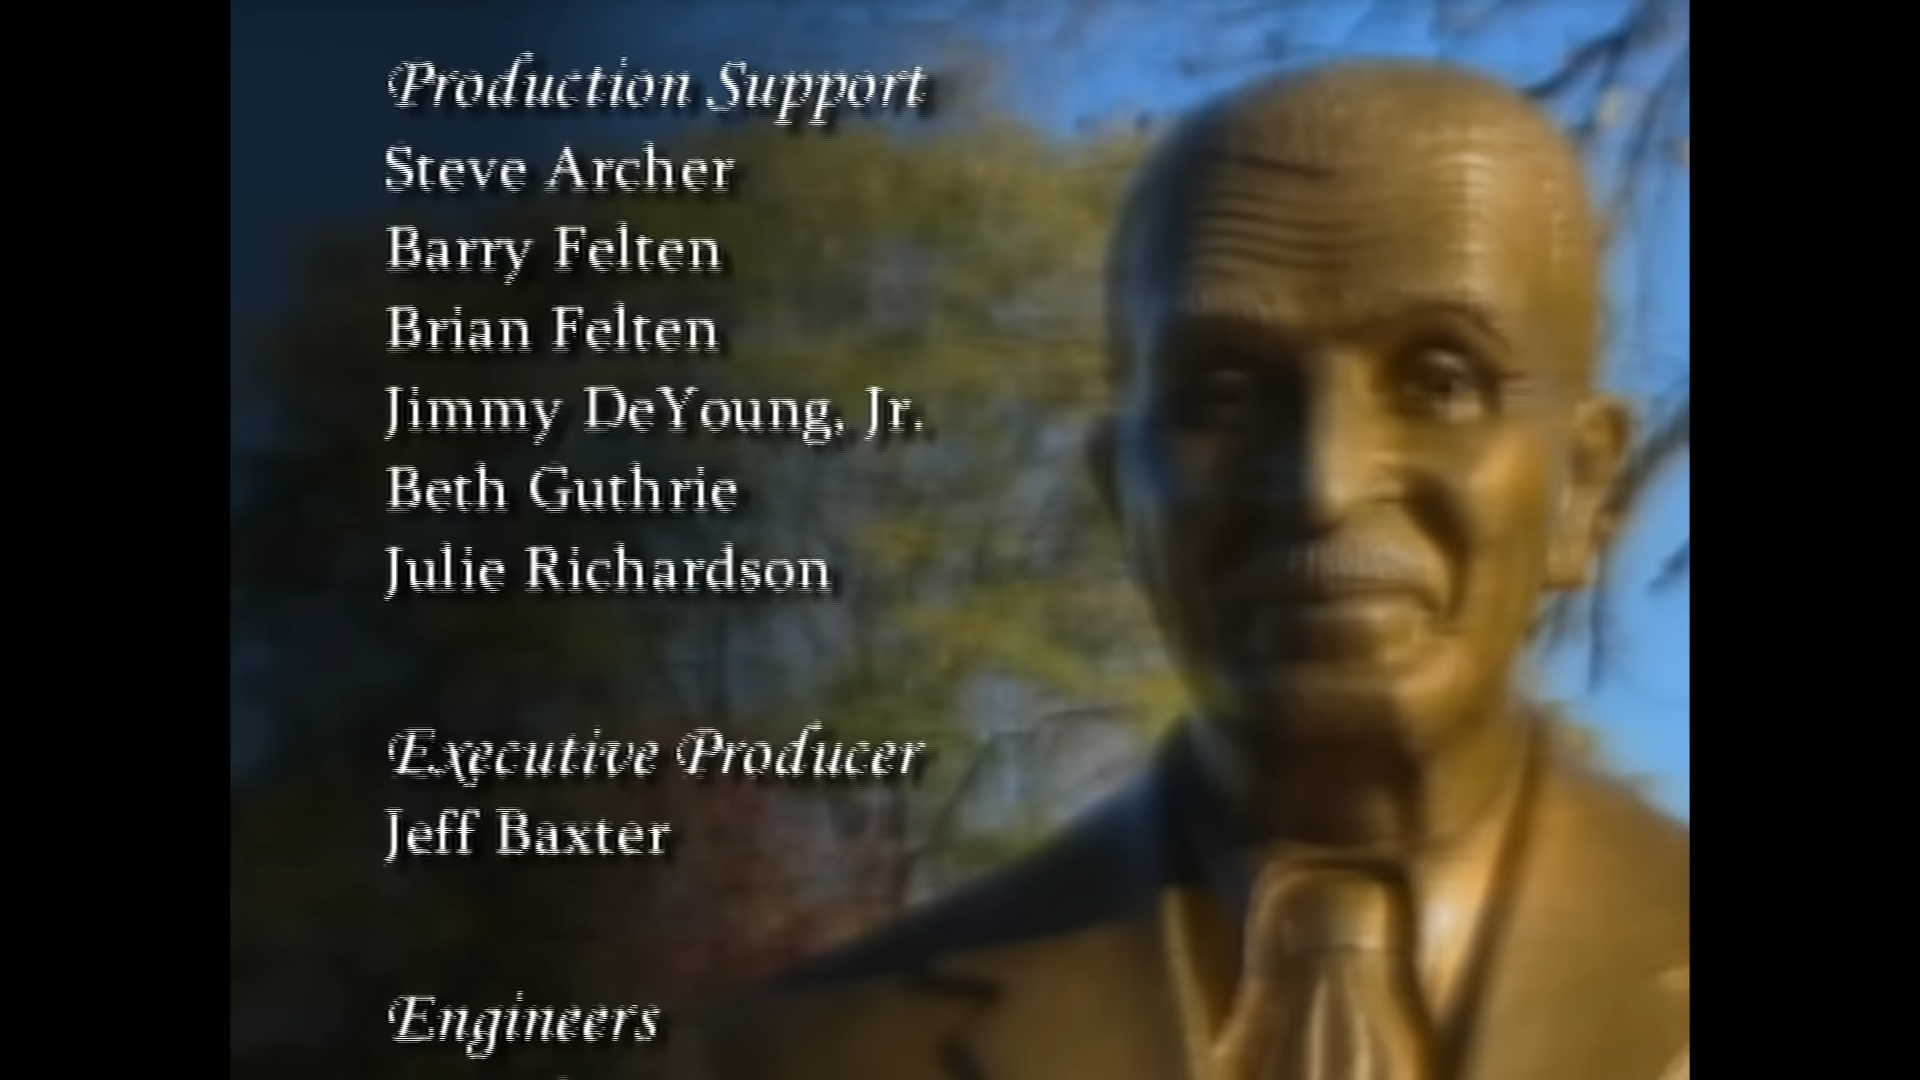 Production Support
Steve Archer
Barry Felten
Brian Felten
Jimmy DeYoung, Jr.
Beth Guthrie
Julie Richardson
Executive Producer
Jeff Baxter
Engineers